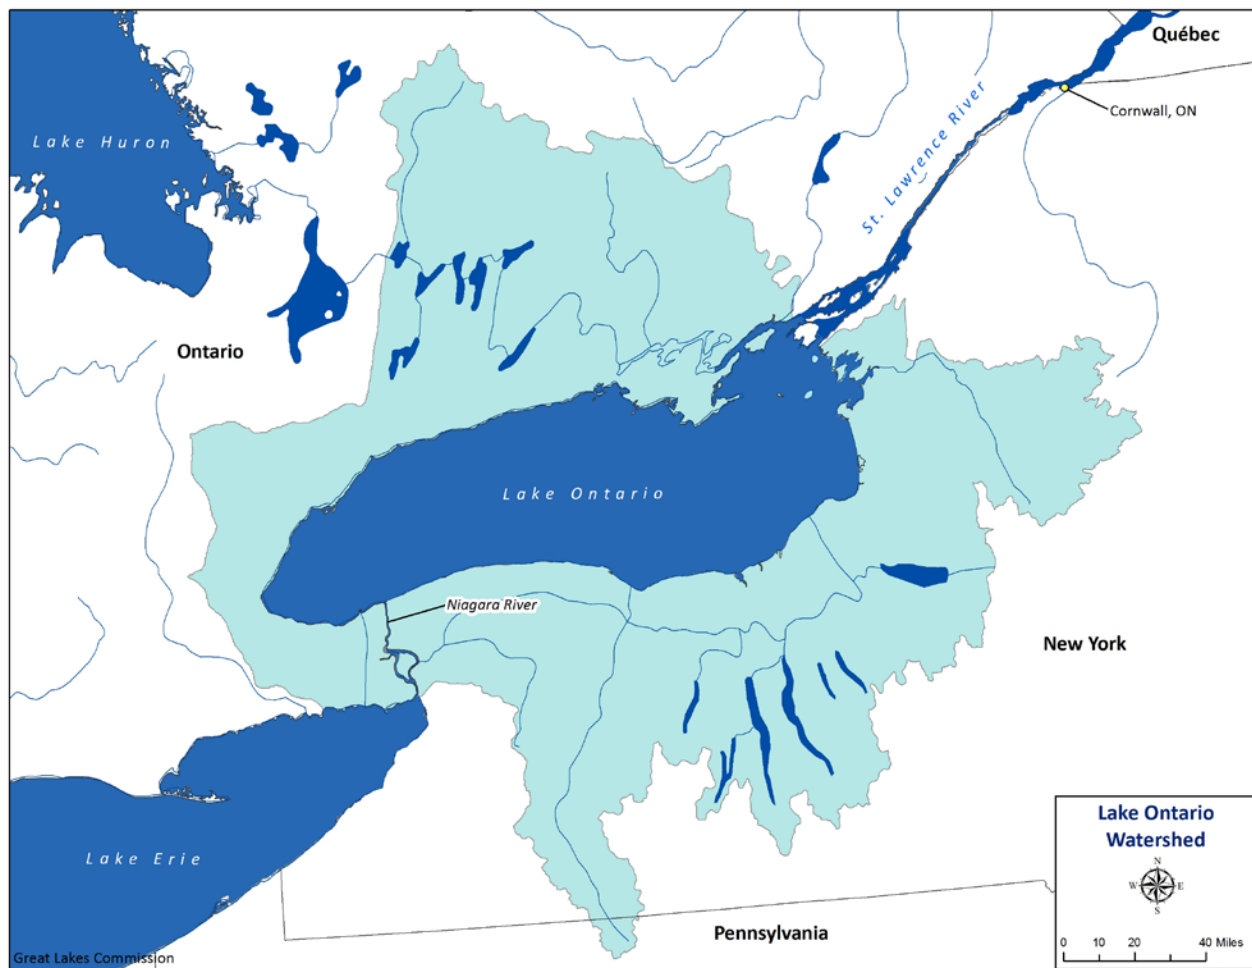 Québec
Cornwall, ON
Lake Huron
St. Lawrence River
Ontario
Lake Ontario
Niagara River
New York
Lake Erie
Pennsylvania
Great Lakes Commission
Lake Ontario
Watershed
N
W E
S
0 10 20 40 Miles